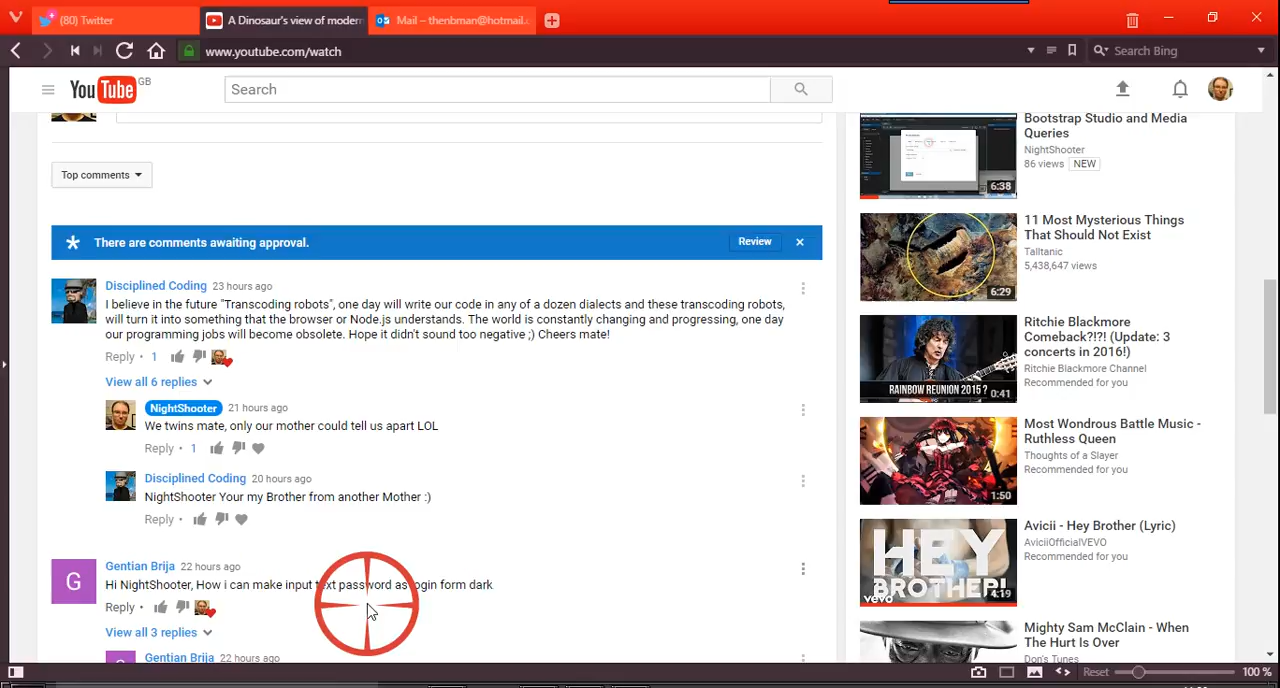 (80) Twitter
A Dinosaur's view of modern
Mail – thenbman@hotmail.c
www.youtube.com/watch
Search Bing
YouTube GB
Search
Top comments
There are comments awaiting approval.
Review
Disciplined Coding 23 hours ago
I believe in the future "Transcoding Robots", one day will write our code in any of a dozen dialects and these transcoding robots,
will turn it into something that the browser or Node.js understands. The world is constantly changing and progressing, one day
our programming jobs will become obsolete. Hope it didn't sound too negative ;) Cheers mate!
Reply · 1
View all 6 replies
NightShooter 21 hours ago
We twins mate, only our mother could tell us apart LOL
Reply · 1
Disciplined Coding 20 hours ago
NightShooter Your my Brother from another Mother :)
Reply ·
G
Gentian Brija 22 hours ago
Hi NightShooter, How i can make input text password as login form dark
Reply ·
View all 3 replies
Gentian Brija 22 hours ago
Bootstrap Studio and Media
Queries
NightShooter
86 views NEW
6:38
11 Most Mysterious Things
That Should Not Exist
Talltanic
5,438,647 views
6:29
Ritchie Blackmore
Comeback?!?! (Update: 3
concerts in 2016!)
Ritchie Blackmore Channel
Recommended for you
RAINBOW REUNION 2015 ?
0:41
Most Wondrous Battle Music -
Ruthless Queen
Thoughts of a Slayer
Recommended for you
1:50
Avicii - Hey Brother (Lyric)
AviciiOfficialVEVO
Recommended for you
HEY
BROTHER!
vevo
4:19
Mighty Sam McClain - When
The Hurt Is Over
Don's Tunes
Reset
100 %